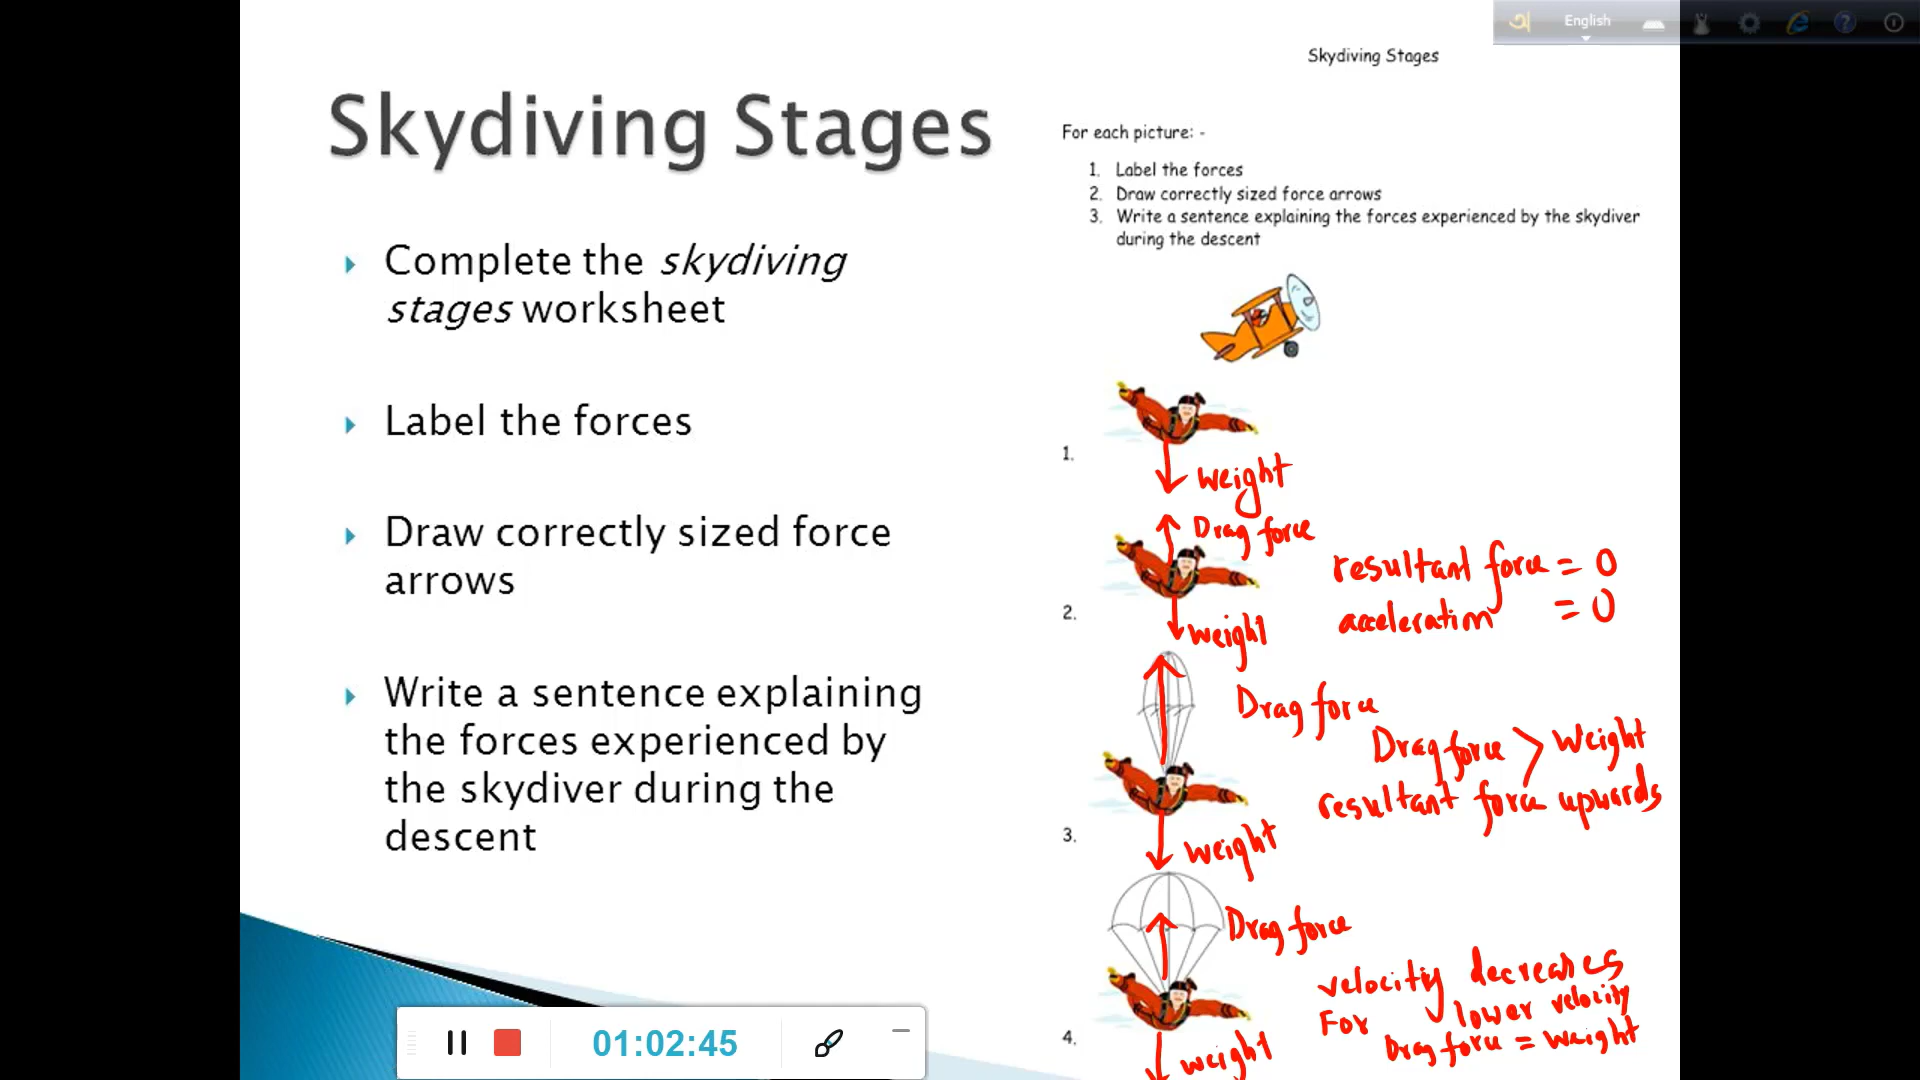 English
Skydiving Stages
Skydiving Stages
Complete the skydiving
stages worksheet
Label the forces
Draw correctly sized force
arrows
Write a sentence explaining
the forces experienced by
the skydiver during the
descent
For each picture: -
1. Label the forces
2. Draw correctly sized force arrows
3. Write a sentence explaining the forces experienced by the skydiver
during the descent
1.
weight
Drag force
resultant force = 0
acceleration = 0
2.
weight
Drag force
Drag force > weight
resultant force upwards
3.
weight
Drag force
velocity decreases
For lower velocity
Drag force = weight
4.
weight
01:02:45